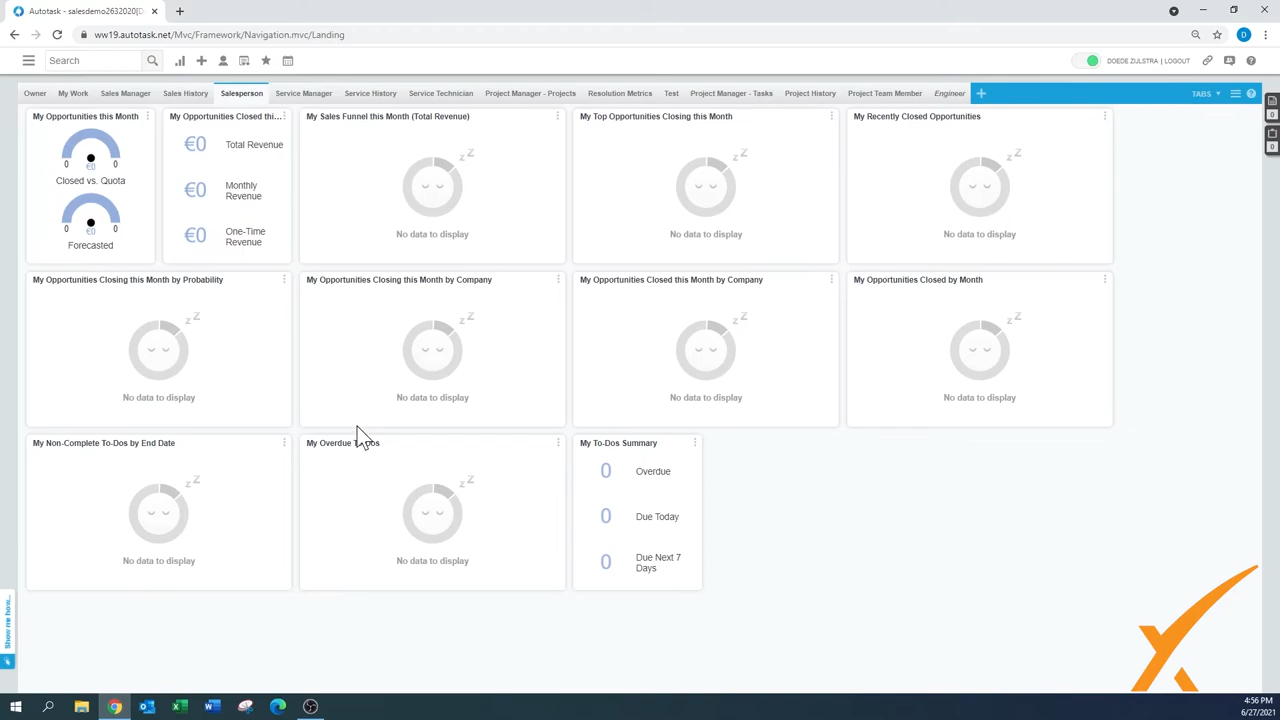 Autotask - salesdemo2632020[D
ww19.autotask.net/Mvc/Framework/Navigation.mvc/Landing
D
Search
DOEDE ZIJLSTRA | LOGOUT
Owner My Work Sales Manager Sales History Salesperson Service Manager Service History Service Technician Project Manager - Projects Resolution Metrics Test Project Manager - Tasks Project History Project Team Member Engineer TABS
My Opportunities this Month
0 €0 0
Closed vs. Quota
0 €0 0
Forecasted
My Opportunities Closed thi...
€0 Total Revenue
€0 Monthly
Revenue
€0 One-Time
Revenue
My Sales Funnel this Month (Total Revenue)
z Z
No data to display
My Top Opportunities Closing this Month
z Z
No data to display
My Recently Closed Opportunities
z Z
No data to display
0
0
My Opportunities Closing this Month by Probability
z Z
No data to display
My Opportunities Closing this Month by Company
z Z
No data to display
My Opportunities Closed this Month by Company
z Z
No data to display
My Opportunities Closed by Month
z Z
No data to display
My Non-Complete To-Dos by End Date
z Z
No data to display
My Overdue To-Dos
z Z
No data to display
My To-Dos Summary
0 Overdue
0 Due Today
0 Due Next 7
Days
Show me how...
4:56 PM
6/27/2021